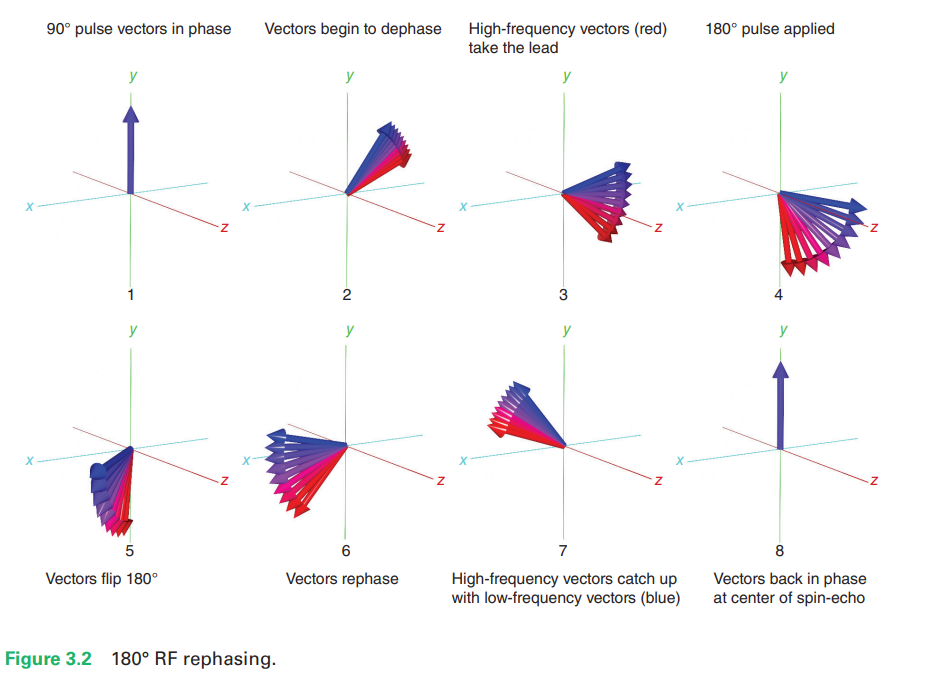 90° pulse vectors in phase
Vectors begin to dephase
High-frequency vectors (red)
take the lead
180° pulse applied
y
x
z
1
y
x
z
2
y
x
z
3
y
x
z
4
y
x
z
5
Vectors flip 180°
y
x
z
6
Vectors rephase
y
x
z
7
High-frequency vectors catch up
with low-frequency vectors (blue)
y
x
z
8
Vectors back in phase
at center of spin-echo
Figure 3.2 180° RF rephasing.